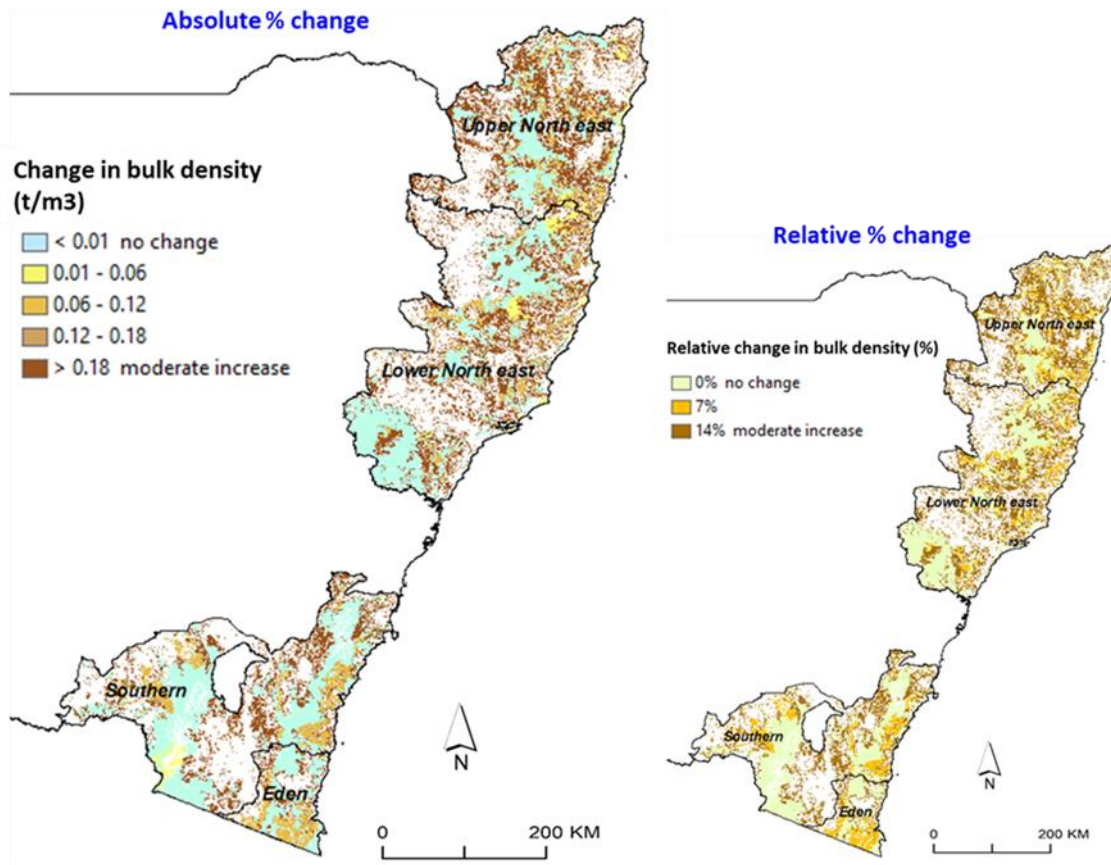 Absolute % change
Upper North east
Change in bulk density
(t/m3)
< 0.01 no change
0.01 - 0.06
0.06 - 0.12
0.12 - 0.18
> 0.18 moderate increase
Lower North east
Southern
Eden
N
0 200 KM
Relative % change
Upper North east
Relative change in bulk density (%)
0% no change
7%
14% moderate increase
Lower North east
Southern
Eden
N
0 200 KM